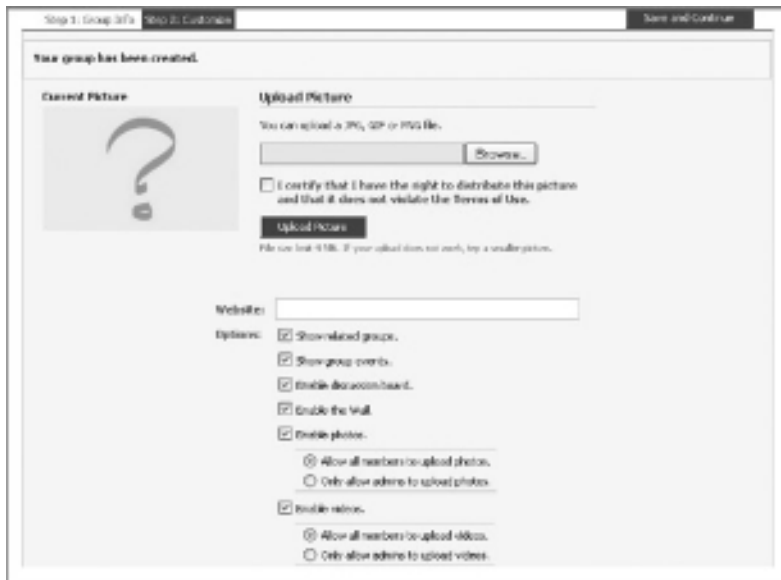 Step 1: Group Info Step 2: Customize Save and Continue
Your group has been created.
Current Picture
Upload Picture
You can upload a JPG, GIF or PNG file.
Browse...
I certify that I have the right to distribute this picture
and that it does not violate the Terms of Use.
Upload Picture
File size limit 4 MB. If your upload does not work, try a smaller picture.
Website:
Options:
Show related groups.
Show group events.
Enable discussion board.
Enable the Wall.
Enable photos.
Allow all members to upload photos.
Only allow admins to upload photos.
Enable videos.
Allow all members to upload videos.
Only allow admins to upload videos.